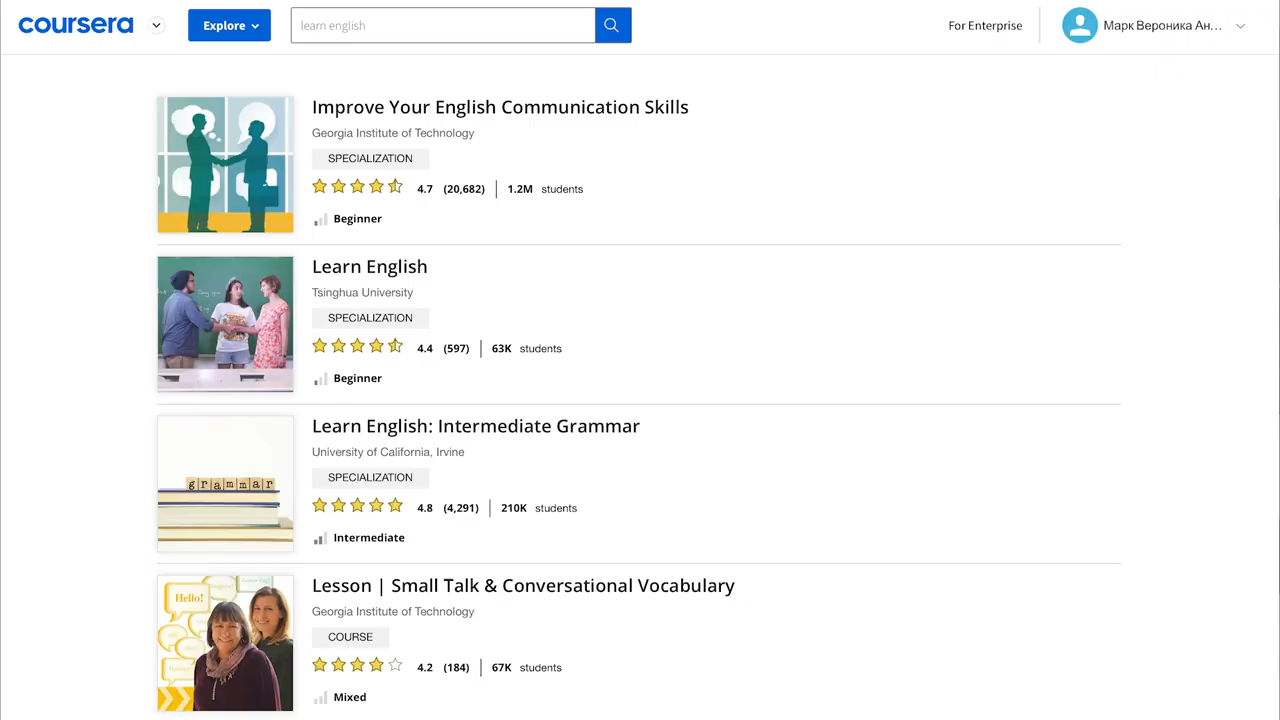 coursera
Explore
learn english
For Enterprise
Марк Вероника Ан...
Improve Your English Communication Skills
Georgia Institute of Technology
SPECIALIZATION
4.7 (20,682) 1.2M students
Beginner
Learn English
Tsinghua University
SPECIALIZATION
4.4 (597) 63K students
Beginner
Learn English: Intermediate Grammar
University of California, Irvine
SPECIALIZATION
4.8 (4,291) 210K students
Intermediate
grammar
Lesson | Small Talk & Conversational Vocabulary
Georgia Institute of Technology
COURSE
4.2 (184) 67K students
Mixed
Hello!